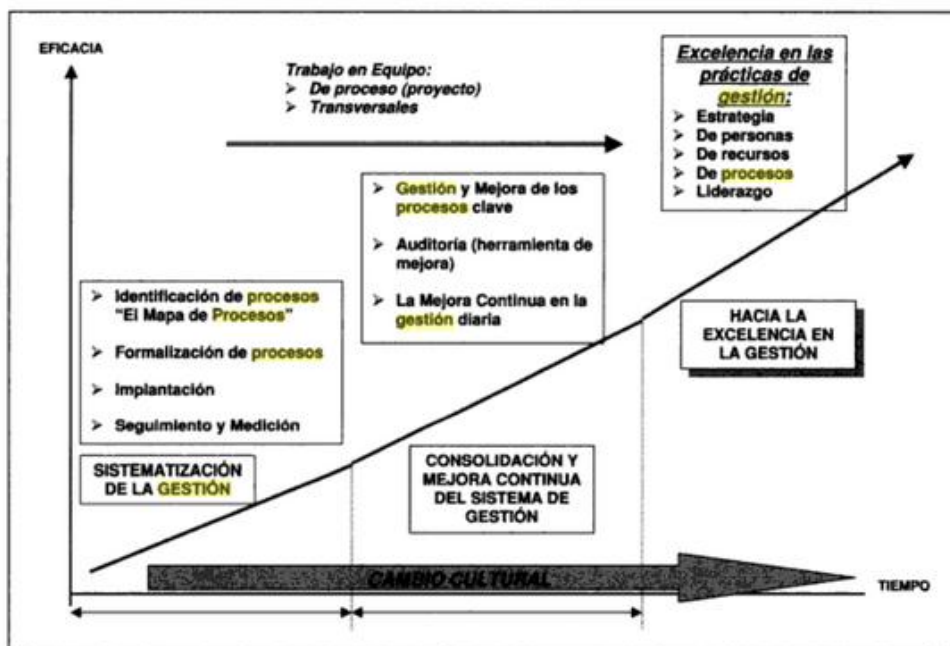 EFICACIA
Trabajo en Equipo:
➤ De proceso (proyecto)
➤ Transversales
Excelencia en las
prácticas de
gestión:
➤ Estrategia
➤ De personas
➤ De recursos
➤ De procesos
➤ Liderazgo
➤ Gestión y Mejora de los
procesos clave
➤ Auditoría (herramienta de
mejora)
➤ La Mejora Continua en la
gestión diaria
➤ Identificación de procesos
"El Mapa de Procesos"
➤ Formalización de procesos
➤ Implantación
➤ Seguimiento y Medición
HACIA LA
EXCELENCIA EN
LA GESTIÓN
SISTEMATIZACIÓN
DE LA GESTIÓN
CONSOLIDACIÓN Y
MEJORA CONTINUA
DEL SISTEMA DE
GESTIÓN
CAMBIO CULTURAL
TIEMPO